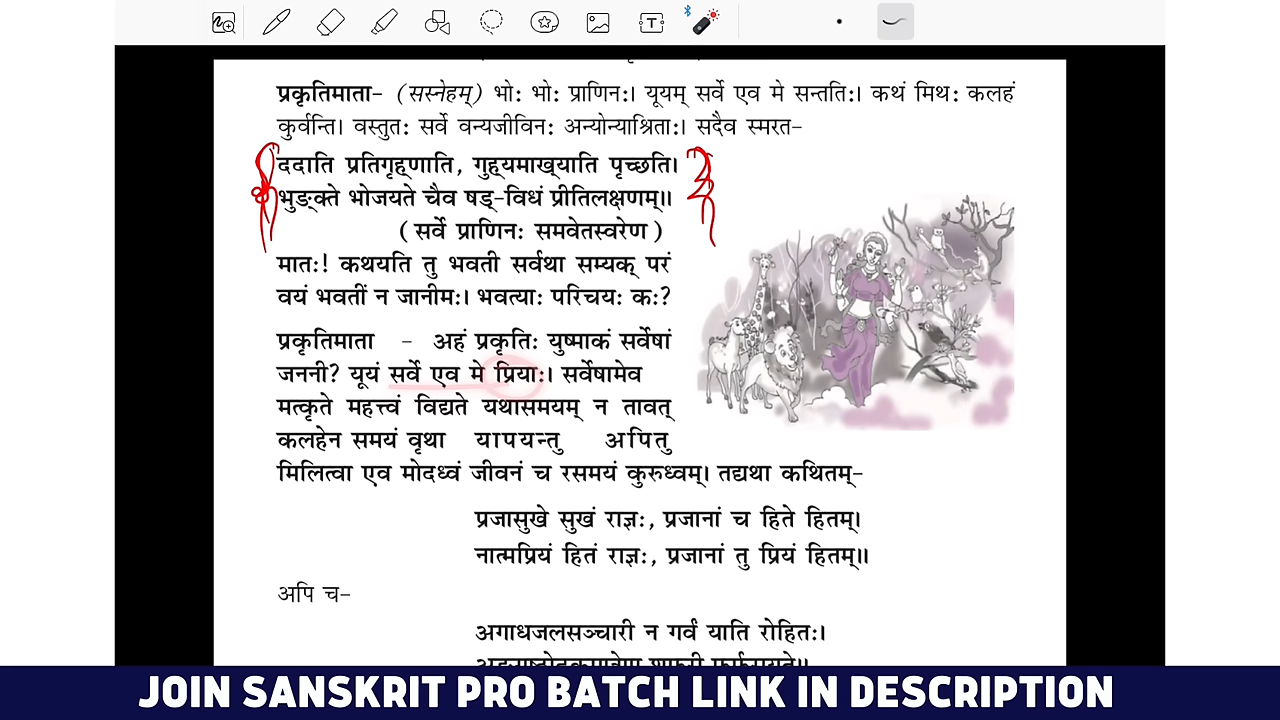 प्रकृतिमाता- (सस्नेहम्) भोः भोः प्राणिनः। यूयम् सर्वे एव मे सन्ततिः। कथं मिथः कलहं
कुर्वन्ति। वस्तुतः सर्वे वन्यजीविनः अन्योन्याश्रिताः। सदैव स्मरत-
ददाति प्रतिगृह्णाति, गुह्यमाख्याति पृच्छति।
भुङ्क्ते भोजयते चैव षड्-विधं प्रीतिलक्षणम्॥
(सर्वे प्राणिनः समवेतस्वरेण)
मातः! कथयति तु भवती सर्वथा सम्यक् परं
वयं भवतीं न जानीमः। भवत्याः परिचयः कः?
प्रकृतिमाता - अहं प्रकृतिः युष्माकं सर्वेषां
जननी? यूयं सर्वे एव मे प्रियाः। सर्वेषामेव
मत्कृते महत्त्वं विद्यते यथासमयम् न तावत्
कलहेन समयं वृथा यापयन्तु अपितु
मिलित्वा एव मोदध्वं जीवनं च रसमयं कुरुध्वम्। तद्यथा कथितम्-
प्रजासुखे सुखं राज्ञः, प्रजानां च हिते हितम्।
नात्मप्रियं हितं राज्ञः, प्रजानां तु प्रियं हितम्॥
अपि च-
अगाधजलसञ्चारी न गर्वं याति रोहितः।
JOIN SANSKRIT PRO BATCH LINK IN DESCRIPTION